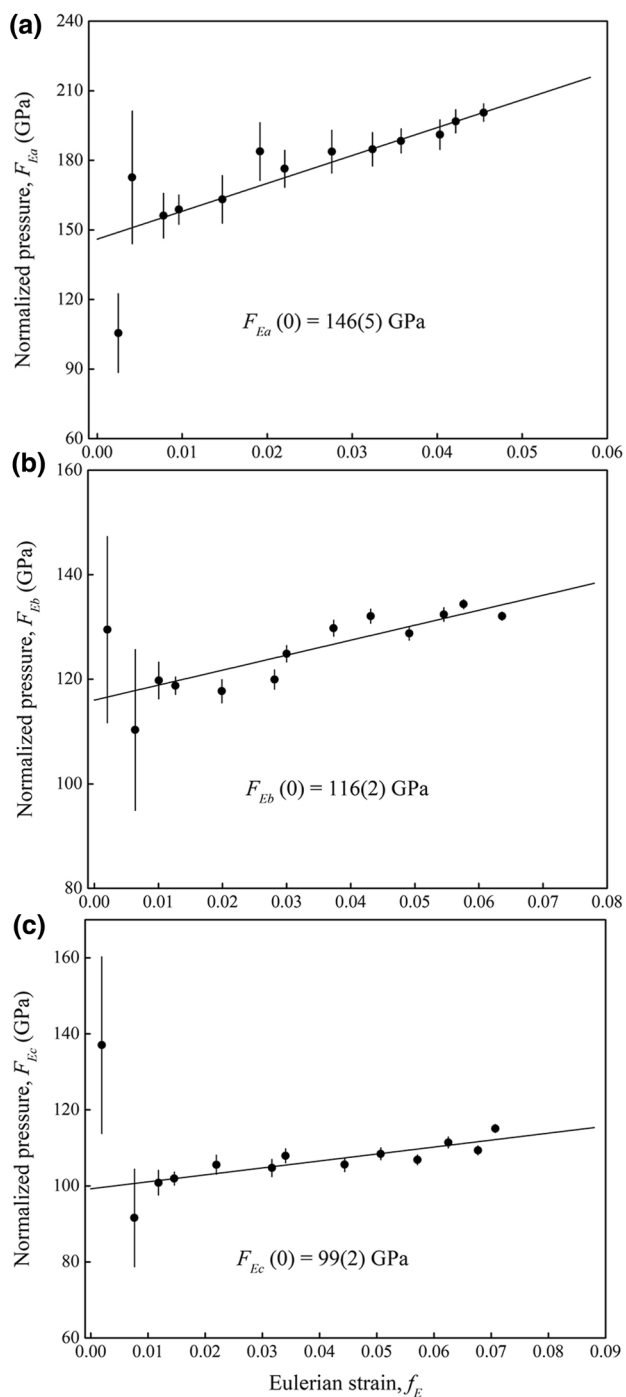 (a)
240
210
180
150
120
90
60
Normalized pressure, F_Ea (GPa)
F_Ea (0) = 146(5) GPa
0.00 0.01 0.02 0.03 0.04 0.05 0.06
(b)
160
140
120
100
80
Normalized pressure, F_Eb (GPa)
F_Eb (0) = 116(2) GPa
0.00 0.01 0.02 0.03 0.04 0.05 0.06 0.07 0.08
(c)
160
140
120
100
80
60
Normalized pressure, F_Ec (GPa)
F_Ec (0) = 99(2) GPa
0.00 0.01 0.02 0.03 0.04 0.05 0.06 0.07 0.08 0.09
Eulerian strain, f_E